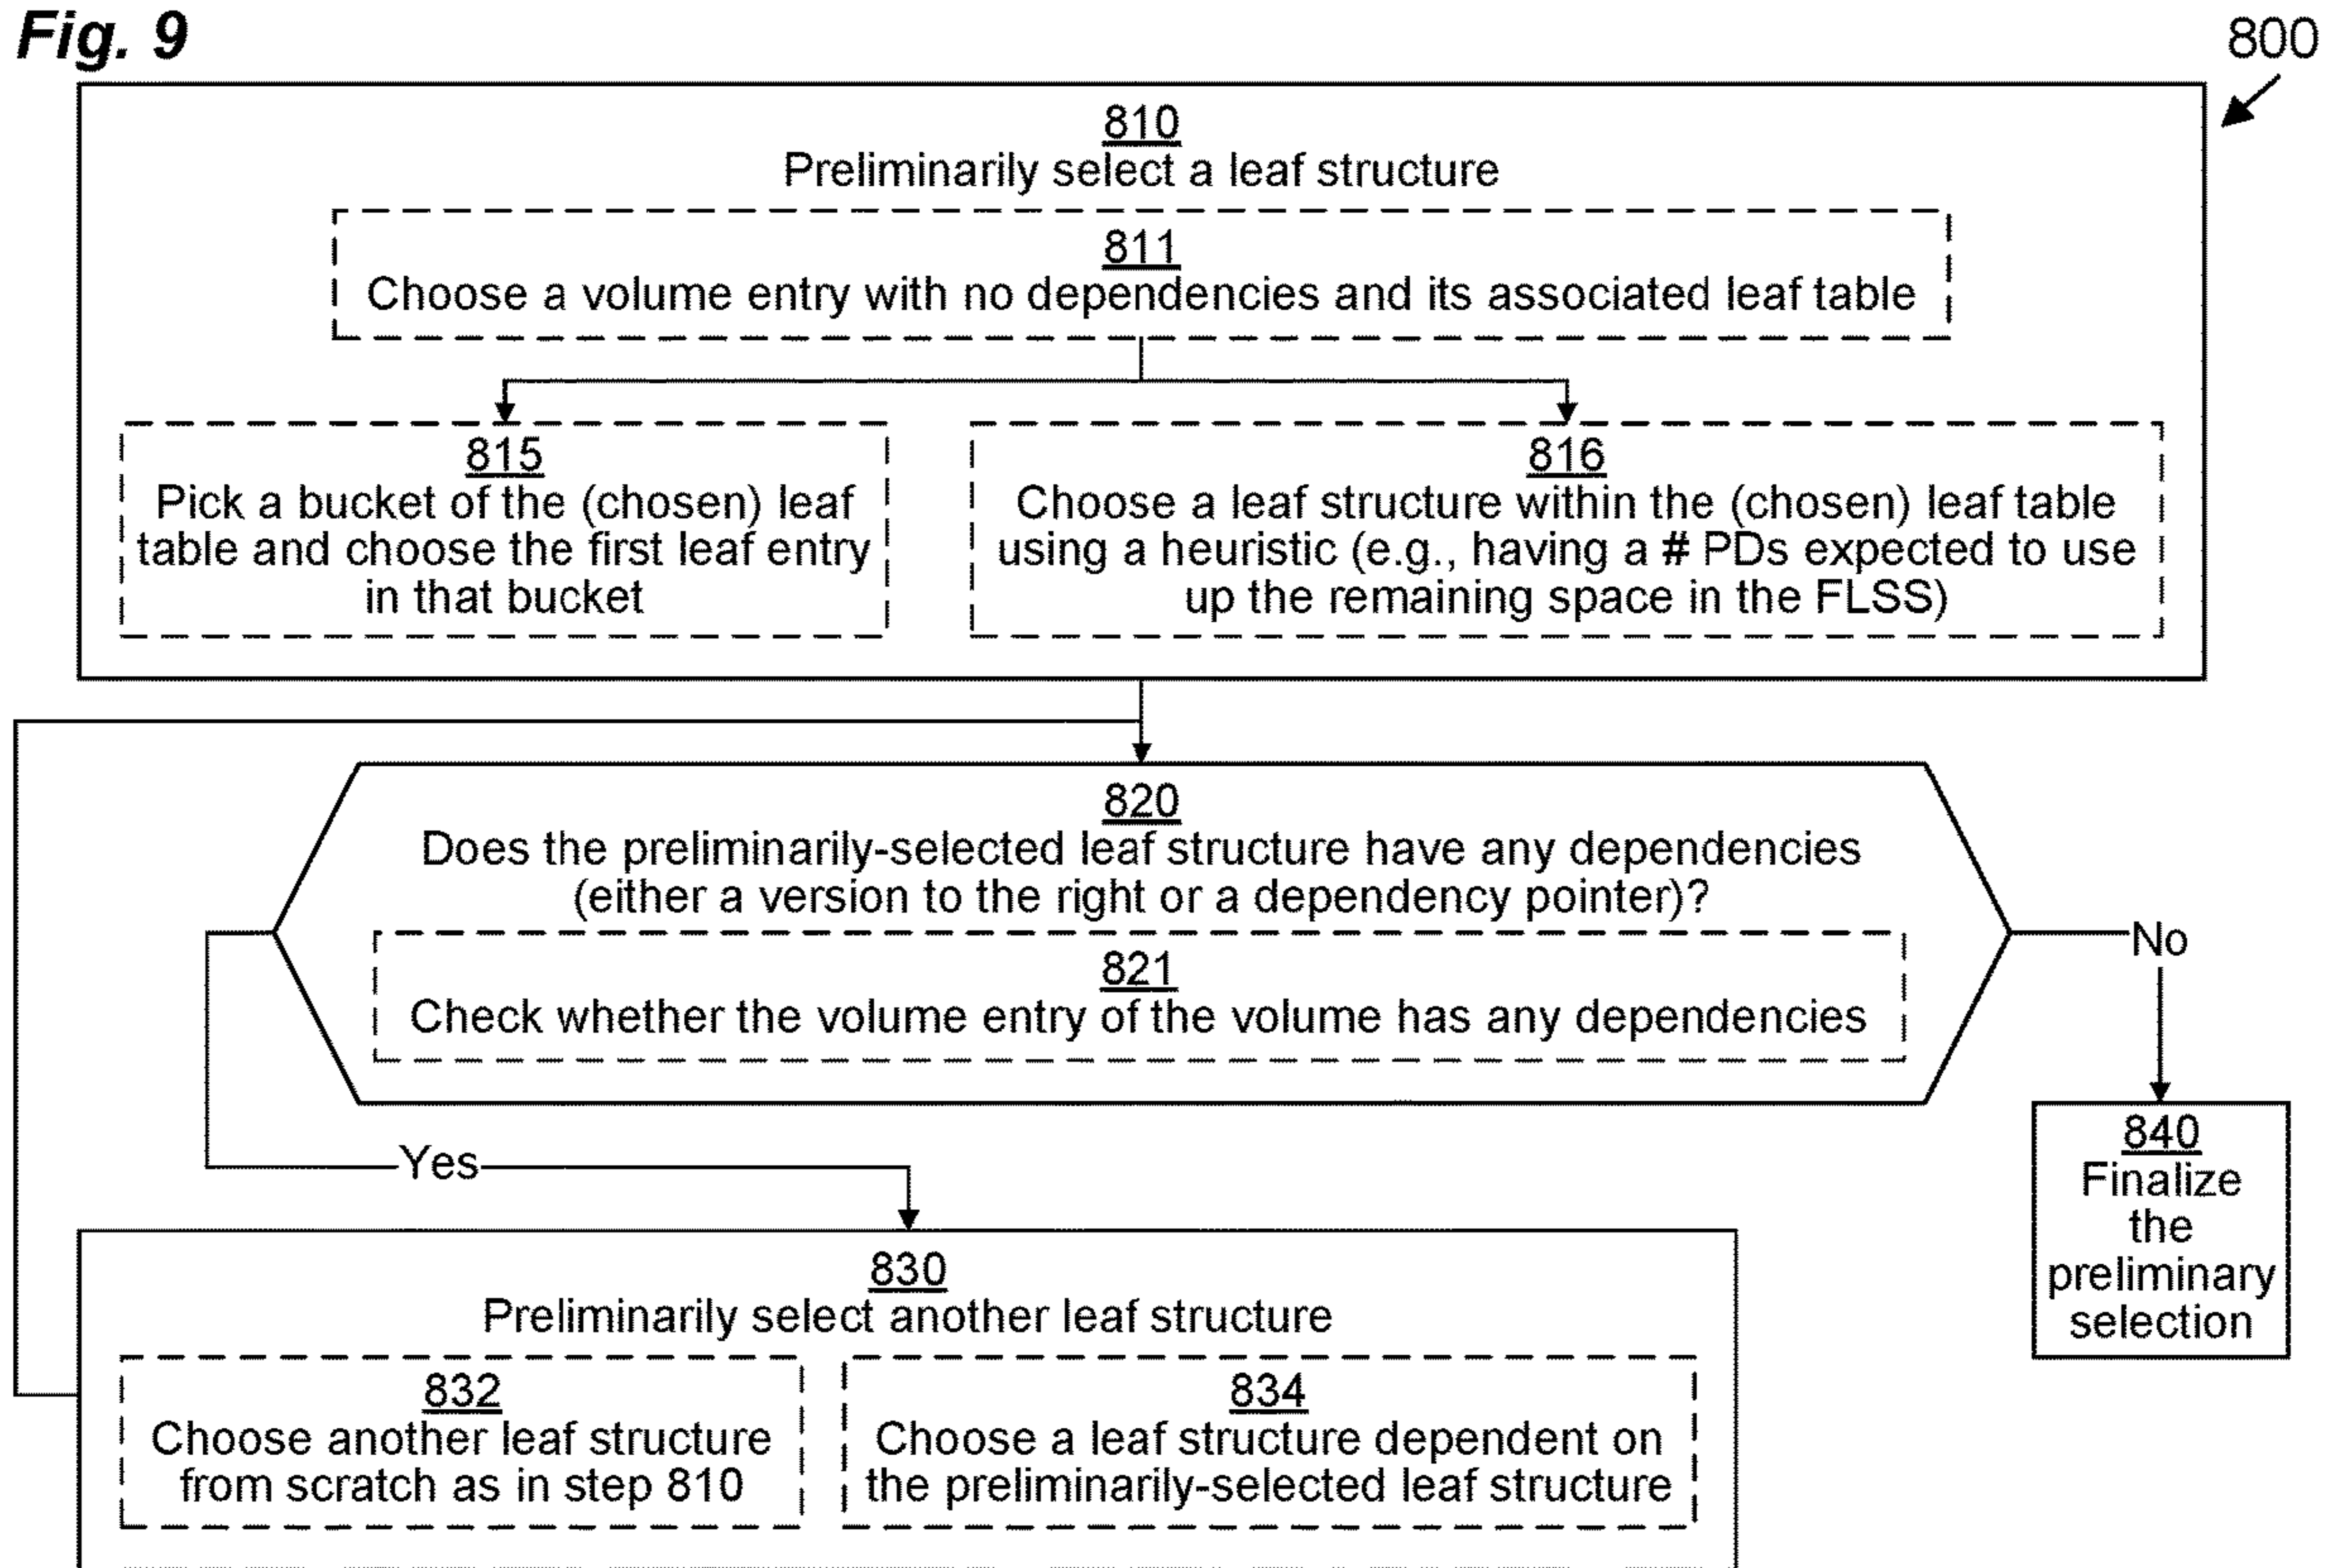 Fig. 9
800
810
Preliminarily select a leaf structure
811
Choose a volume entry with no dependencies and its associated leaf table
815
Pick a bucket of the (chosen) leaf
table and choose the first leaf entry
in that bucket
816
Choose a leaf structure within the (chosen) leaf table
using a heuristic (e.g., having a # PDs expected to use
up the remaining space in the FLSS)
820
Does the preliminarily-selected leaf structure have any dependencies
(either a version to the right or a dependency pointer)?
821
Check whether the volume entry of the volume has any dependencies
No
Yes
840
Finalize
the
preliminary
selection
830
Preliminarily select another leaf structure
832
Choose another leaf structure
from scratch as in step 810
834
Choose a leaf structure dependent on
the preliminarily-selected leaf structure